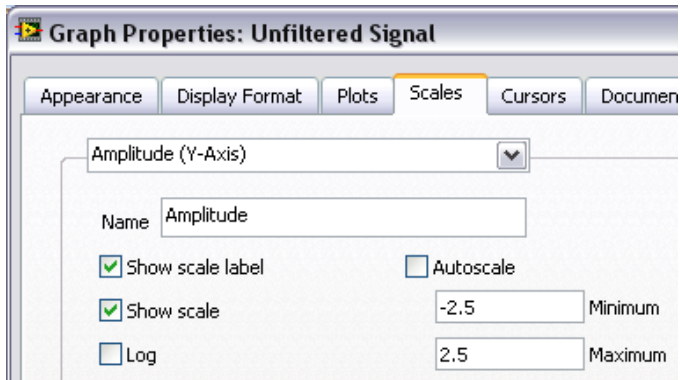 Graph Properties: Unfiltered Signal
Appearance Display Format Plots Scales Cursors Documen
Amplitude (Y-Axis)
Name Amplitude
Show scale label Autoscale
Show scale -2.5 Minimum
Log 2.5 Maximum